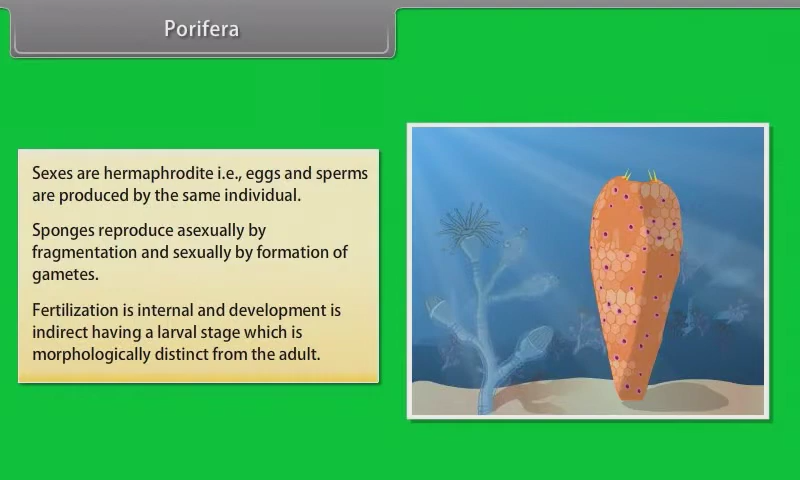 Porifera
Sexes are hermaphrodite i.e., eggs and sperms
are produced by the same individual.
Sponges reproduce asexually by
fragmentation and sexually by formation of
gametes.
Fertilization is internal and development is
indirect having a larval stage which is
morphologically distinct from the adult.